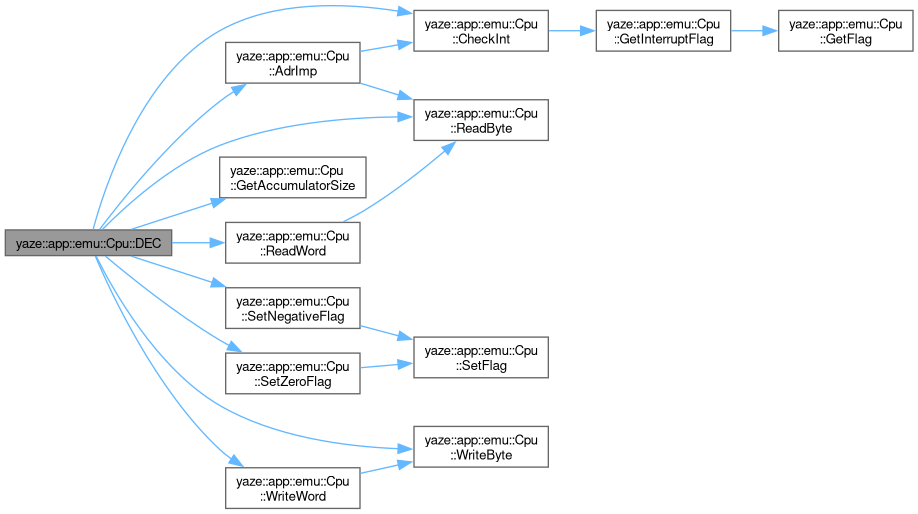 yaze::app::emu::Cpu::DEC
yaze::app::emu::Cpu
::AdrImp
yaze::app::emu::Cpu
::GetAccumulatorSize
yaze::app::emu::Cpu
::ReadWord
yaze::app::emu::Cpu
::SetNegativeFlag
yaze::app::emu::Cpu
::SetZeroFlag
yaze::app::emu::Cpu
::WriteWord
yaze::app::emu::Cpu
::CheckInt
yaze::app::emu::Cpu
::ReadByte
yaze::app::emu::Cpu
::SetFlag
yaze::app::emu::Cpu
::WriteByte
yaze::app::emu::Cpu
::GetInterruptFlag
yaze::app::emu::Cpu
::GetFlag